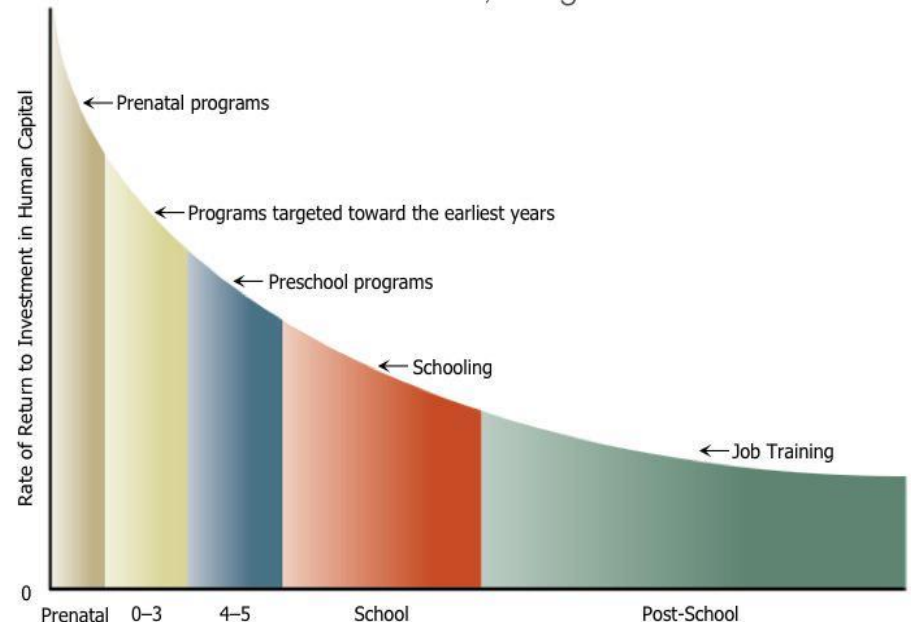 Prenatal programs
Programs targeted toward the earliest years
Preschool programs
Schooling
Job Training
Rate of Return to Investment in Human Capital
0
Prenatal 0–3 4–5 School Post-School